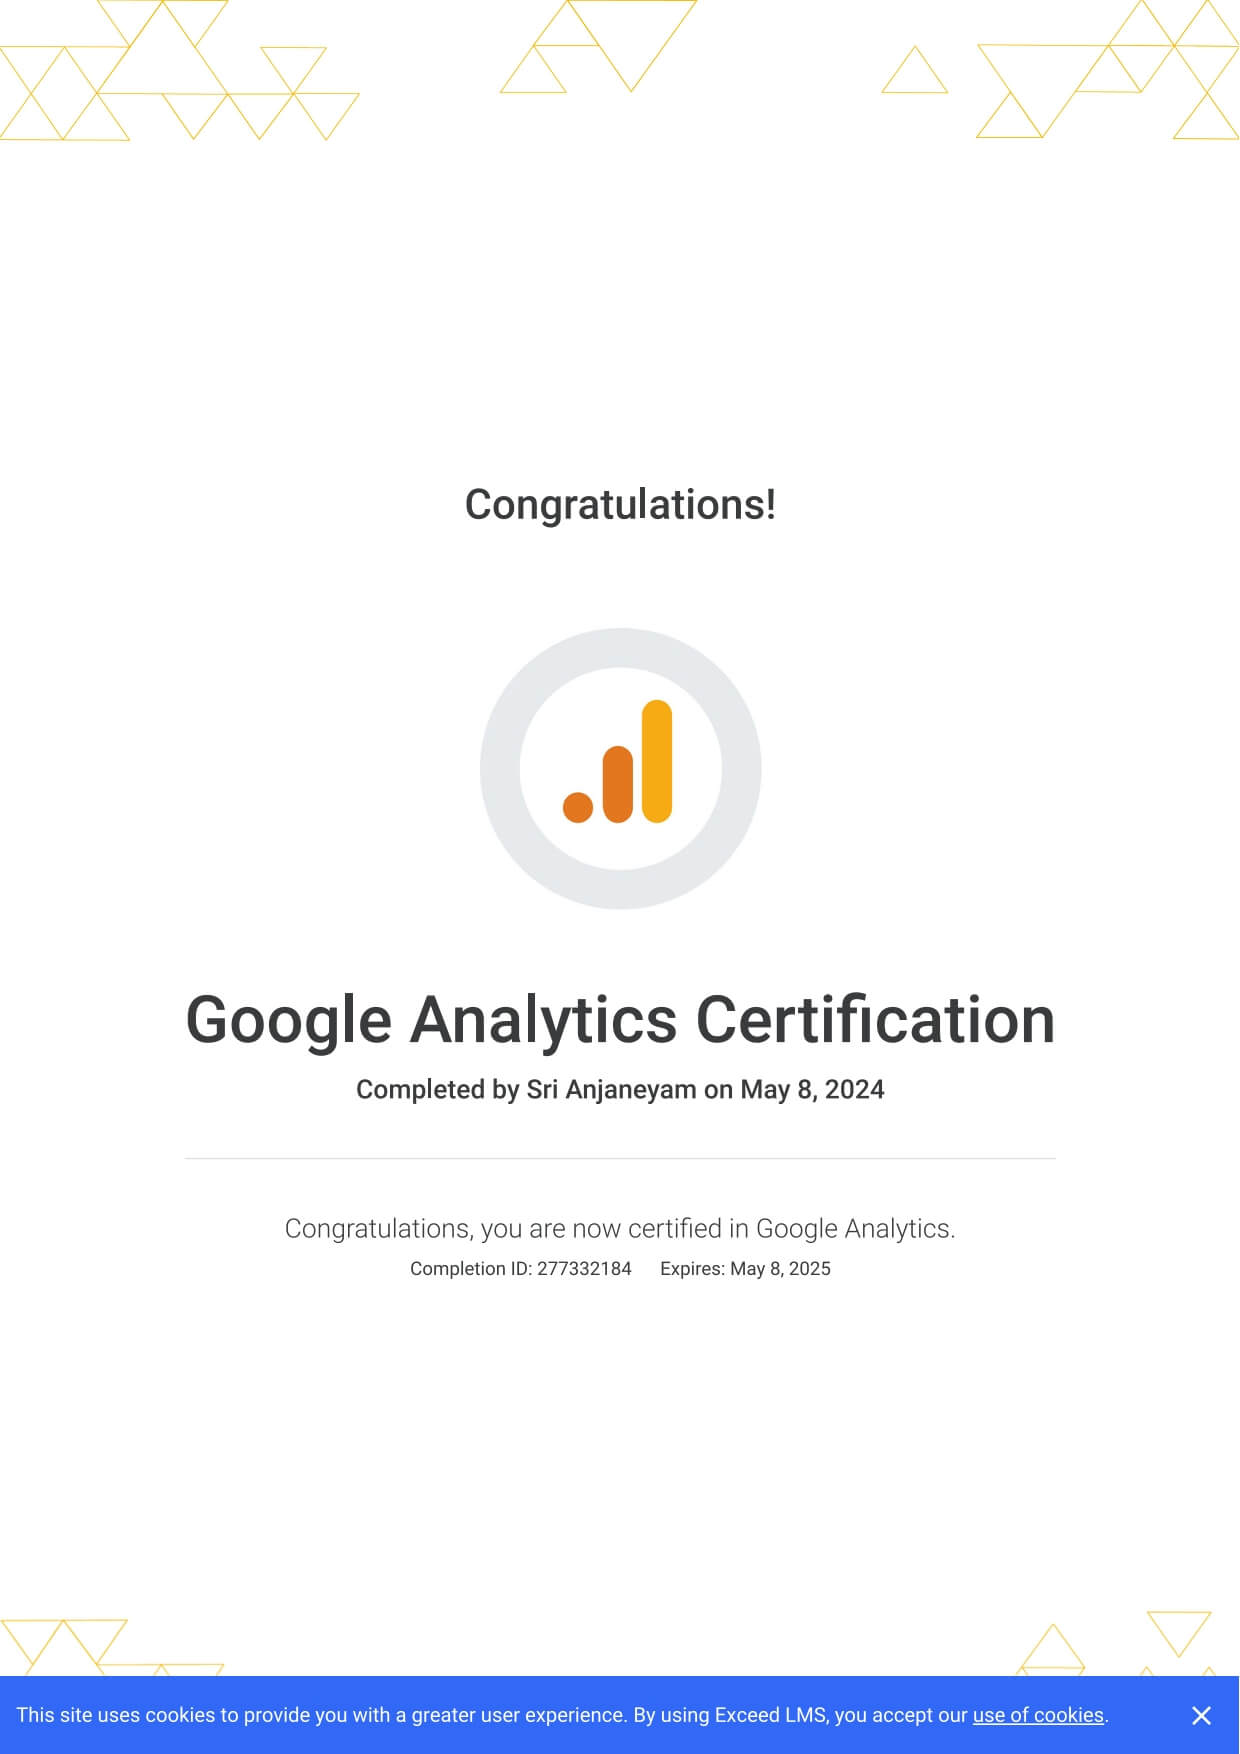 Congratulations!
Google Analytics Certification
Completed by Sri Anjaneyam on May 8, 2024
Congratulations, you are now certified in Google Analytics.
Completion ID: 277332184 Expires: May 8, 2025
This site uses cookies to provide you with a greater user experience. By using Exceed LMS, you accept our use of cookies.